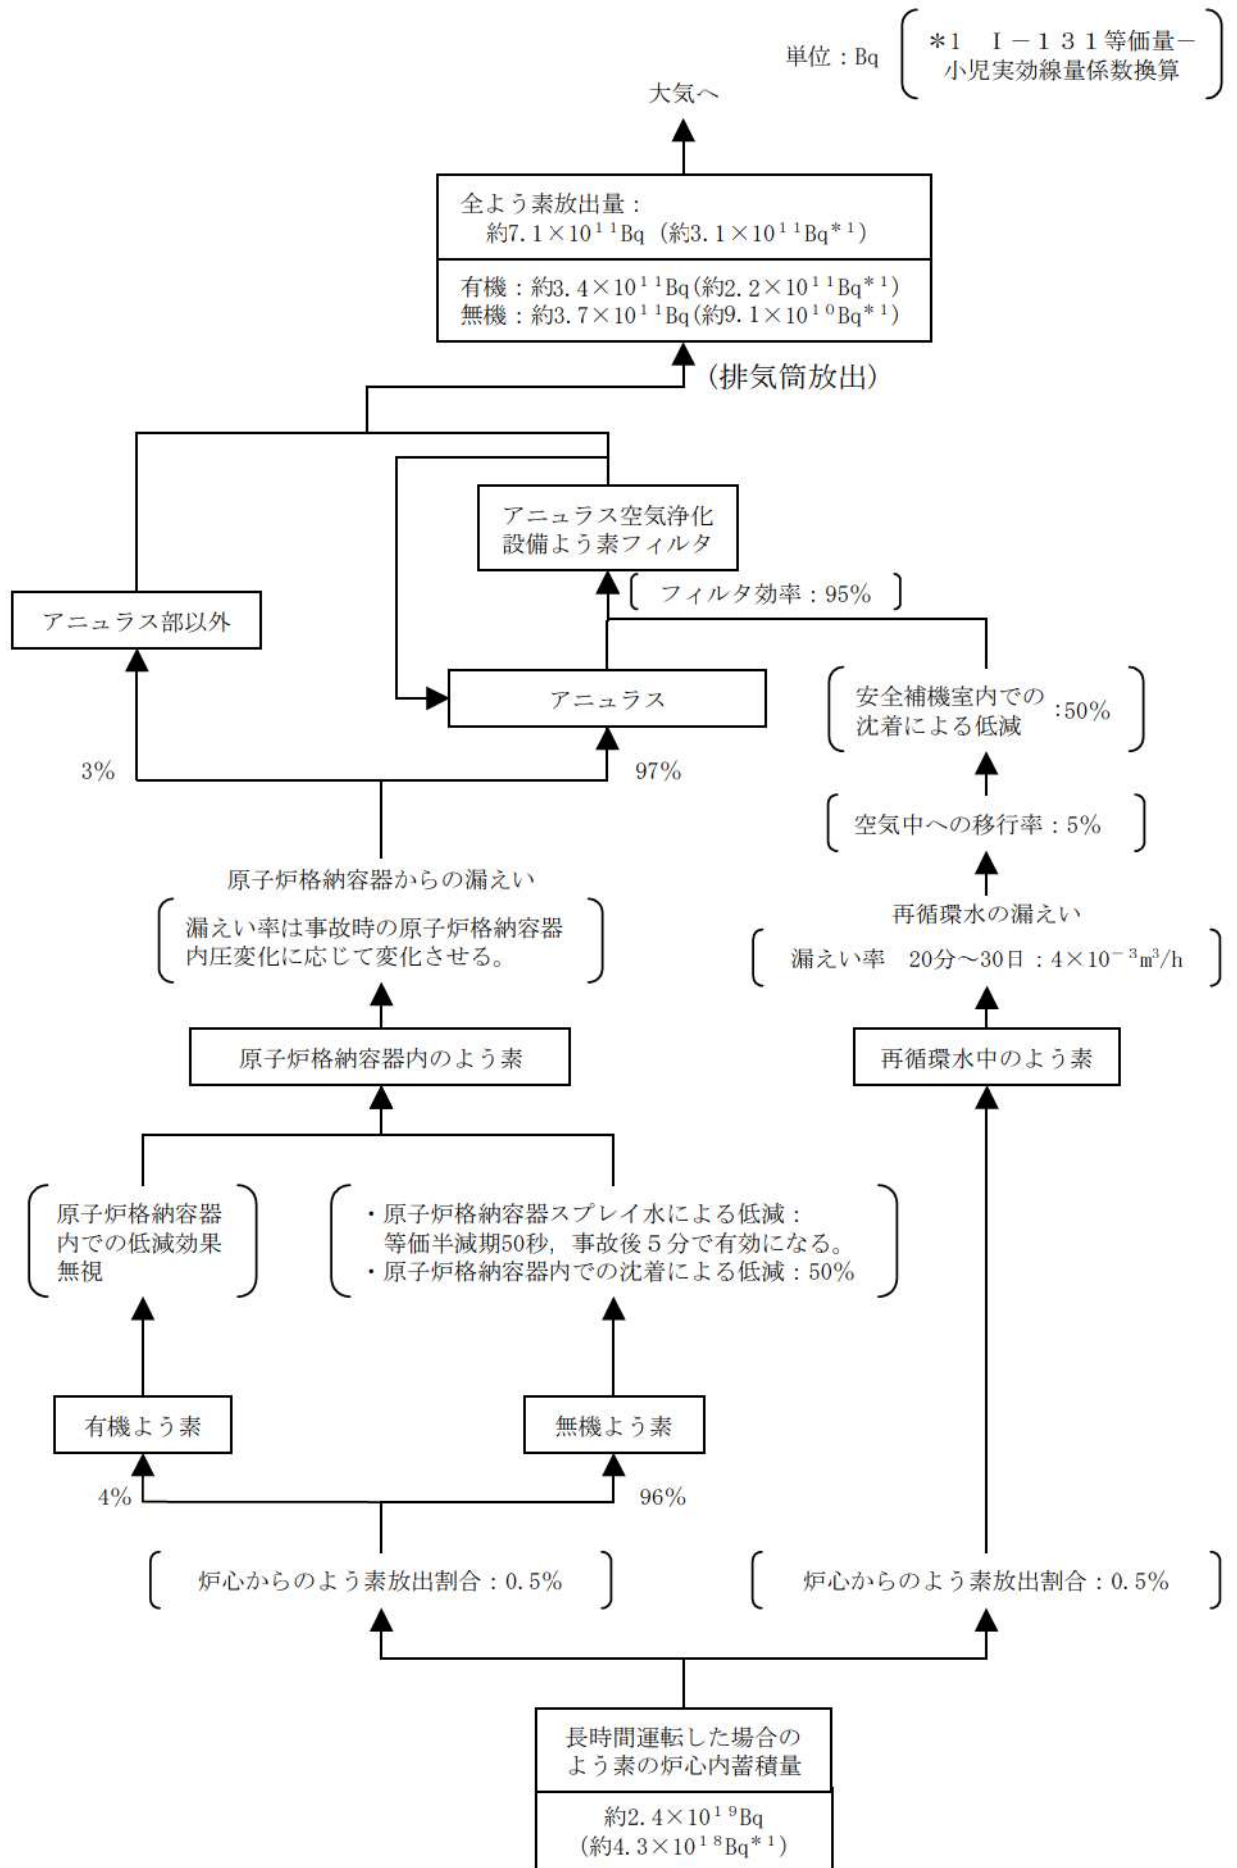 単位：Bq
＊1　Ｉ－１３１等価量－
小児実効線量係数換算
大気へ
全よう素放出量：
約7.1×10¹¹Bq（約3.1×10¹¹Bq*¹）
有機：約3.4×10¹¹Bq(約2.2×10¹¹Bq*¹)
無機：約3.7×10¹¹Bq(約9.1×10¹⁰Bq*¹)
(排気筒放出)
アニュラス空気浄化
設備よう素フィルタ
フィルタ効率：95%
アニュラス部以外
アニュラス
安全補機室内での
沈着による低減
:50%
3%
97%
空気中への移行率：5%
原子炉格納容器からの漏えい
漏えい率は事故時の原子炉格納容器
内圧変化に応じて変化させる。
再循環水の漏えい
漏えい率　20分～30日：4×10⁻³m³/h
原子炉格納容器内のよう素
再循環水中のよう素
原子炉格納容器
内での低減効果
無視
・原子炉格納容器スプレイ水による低減：
等価半減期50秒，事故後５分で有効になる。
・原子炉格納容器内での沈着による低減：50%
有機よう素
無機よう素
4%
96%
炉心からのよう素放出割合：0.5%
炉心からのよう素放出割合：0.5%
長時間運転した場合の
よう素の炉心内蓄積量
約2.4×10¹⁹Bq
（約4.3×10¹⁸Bq*¹）